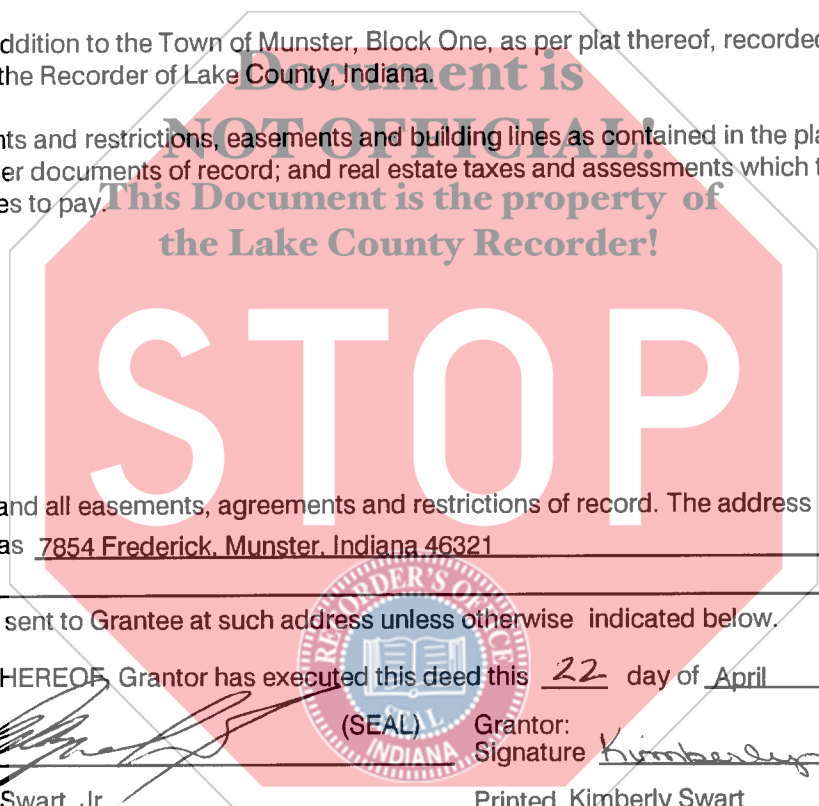 ddition to the Town of Munster, Block One, as per plat thereof, recorded
the Recorder of Lake County, Indiana.
Document is
nts and restrictions, easements and building lines as contained in the pla
NOT OFFICIAL!
er documents of record; and real estate taxes and assessments which t
es to pay.
This Document is the property of
the Lake County Recorder!
STOP
and all easements, agreements and restrictions of record. The address
as 7854 Frederick, Munster, Indiana 46321
RECORDER'S OFFICE
sent to Grantee at such address unless otherwise indicated below.
HEREOF, Grantor has executed this deed this 22 day of April
SEAL
INDIANA
(SEAL) Grantor:
Signature Kimberly
Swart, Jr
Printed Kimberly Swart